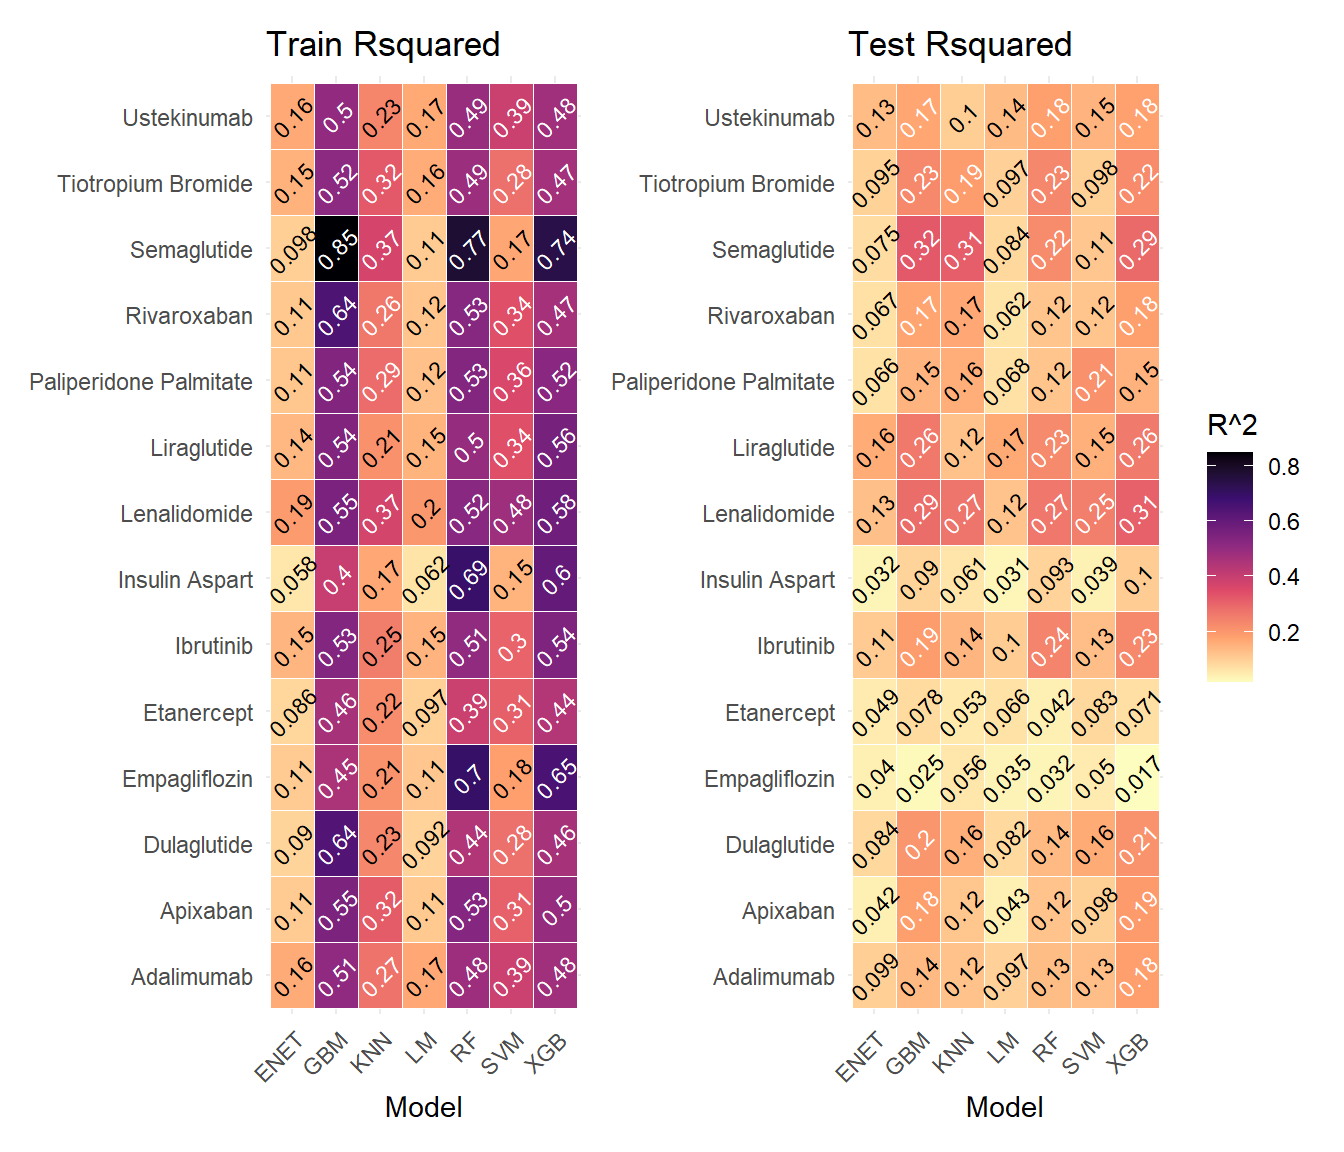 Train Rsquared
Ustekinumab 0.16 0.5 0.23 0.17 0.49 0.39 0.48
Tiotropium Bromide 0.15 0.52 0.32 0.16 0.49 0.28 0.47
Semaglutide 0.098 0.85 0.37 0.11 0.77 0.17 0.74
Rivaroxaban 0.11 0.64 0.26 0.12 0.53 0.34 0.47
Paliperidone Palmitate 0.11 0.54 0.29 0.12 0.53 0.36 0.52
Liraglutide 0.14 0.54 0.21 0.15 0.5 0.34 0.56
Lenalidomide 0.19 0.55 0.37 0.2 0.52 0.48 0.58
Insulin Aspart 0.058 0.4 0.17 0.062 0.69 0.15 0.6
Ibrutinib 0.15 0.53 0.25 0.15 0.51 0.3 0.54
Etanercept 0.086 0.46 0.22 0.097 0.39 0.31 0.44
Empagliflozin 0.11 0.45 0.21 0.11 0.7 0.18 0.65
Dulaglutide 0.09 0.64 0.23 0.092 0.44 0.28 0.46
Apixaban 0.11 0.55 0.32 0.11 0.53 0.31 0.5
Adalimumab 0.16 0.51 0.27 0.17 0.48 0.39 0.48
ENET GBM KNN LM RF SVM XGB
Model
Test Rsquared
Ustekinumab 0.13 0.17 0.1 0.14 0.18 0.15 0.18
Tiotropium Bromide 0.095 0.23 0.19 0.097 0.23 0.098 0.22
Semaglutide 0.075 0.32 0.31 0.084 0.22 0.11 0.29
Rivaroxaban 0.067 0.17 0.17 0.062 0.12 0.12 0.18
Paliperidone Palmitate 0.066 0.15 0.16 0.068 0.12 0.21 0.15
Liraglutide 0.16 0.26 0.12 0.17 0.23 0.15 0.26
Lenalidomide 0.13 0.29 0.27 0.12 0.27 0.25 0.31
Insulin Aspart 0.032 0.09 0.061 0.031 0.093 0.039 0.1
Ibrutinib 0.11 0.19 0.14 0.1 0.24 0.13 0.23
Etanercept 0.049 0.078 0.053 0.066 0.042 0.083 0.071
Empagliflozin 0.04 0.025 0.056 0.035 0.032 0.05 0.017
Dulaglutide 0.084 0.2 0.16 0.082 0.14 0.16 0.21
Apixaban 0.042 0.18 0.12 0.043 0.12 0.098 0.19
Adalimumab 0.099 0.14 0.12 0.097 0.13 0.13 0.18
ENET GBM KNN LM RF SVM XGB
Model
R^2
0.8
0.6
0.4
0.2